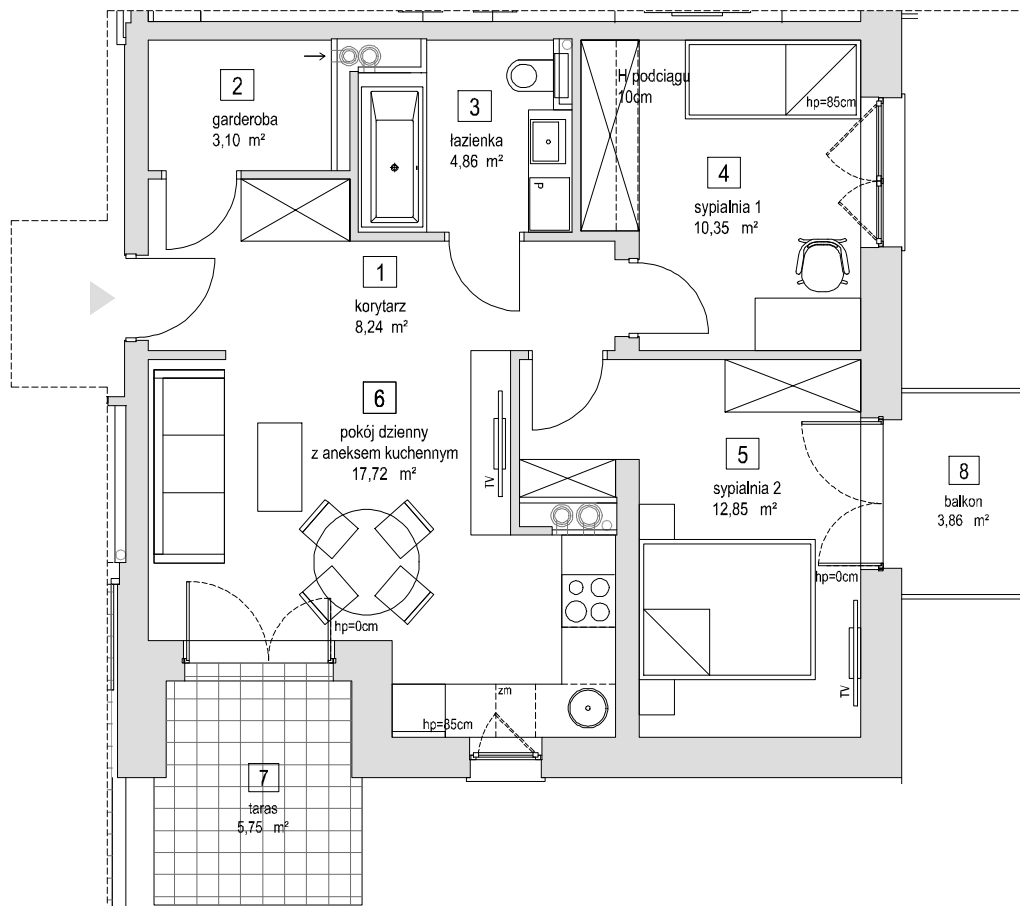 2
garderoba
3,10 m²
3
łazienka
4,86 m²
P
H podciągu
10cm
hp=85cm
4
sypialnia 1
10,35 m²
1
korytarz
8,24 m²
6
pokój dzienny
z aneksem kuchennym
17,72 m²
TV
5
sypialnia 2
12,85 m²
8
balkon
3,86 m²
hp=0cm
hp=0cm
TV
zm
hp=85cm
7
taras
5,75 m²